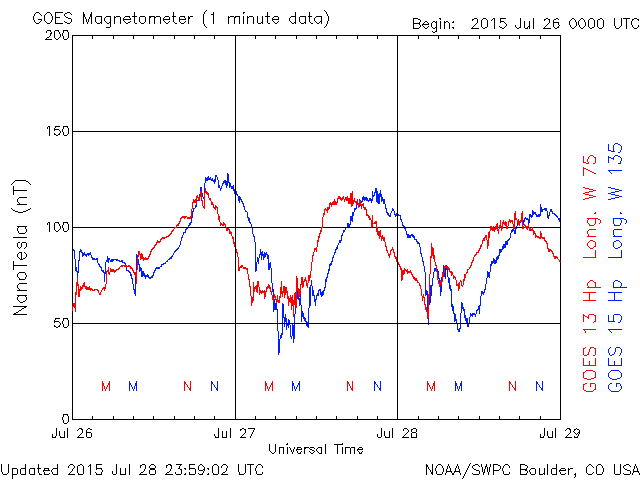 GOES Magnetometer (1 minute data)
Begin: 2015 Jul 26 0000 UTC
200
150
100
50
0
NanoTesla (nT)
M M N N M M N N M M N N
Jul 26 Jul 27 Jul 28 Jul 29
Universal Time
GOES 13 Hp Long. W 75
GOES 15 Hp Long. W 135
Updated 2015 Jul 28 23:59:02 UTC
NOAA/SWPC Boulder, CO USA